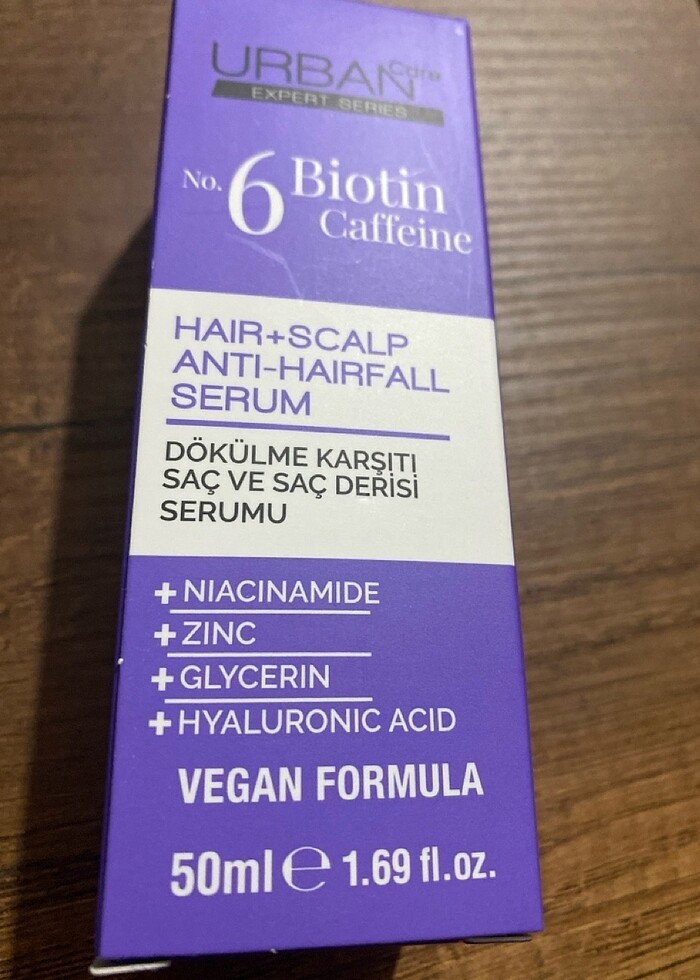 URBAN Care
EXPERT SERIES
No. 6 Biotin
Caffeine
HAIR+SCALP
ANTI-HAIRFALL
SERUM
DÖKÜLME KARŞITI
SAÇ VE SAÇ DERİSİ
SERUMU
+NIACINAMIDE
+ZINC
+GLYCERIN
+HYALURONIC ACID
VEGAN FORMULA
50ml ℮ 1.69 fl.oz.